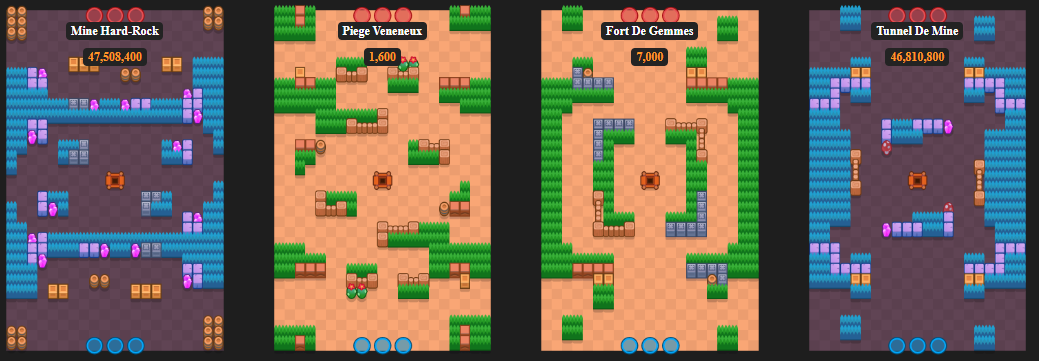 Mine Hard-Rock
47,508,400
Piege Veneneux
1,600
Fort De Gemmes
7,000
Tunnel De Mine
46,810,800